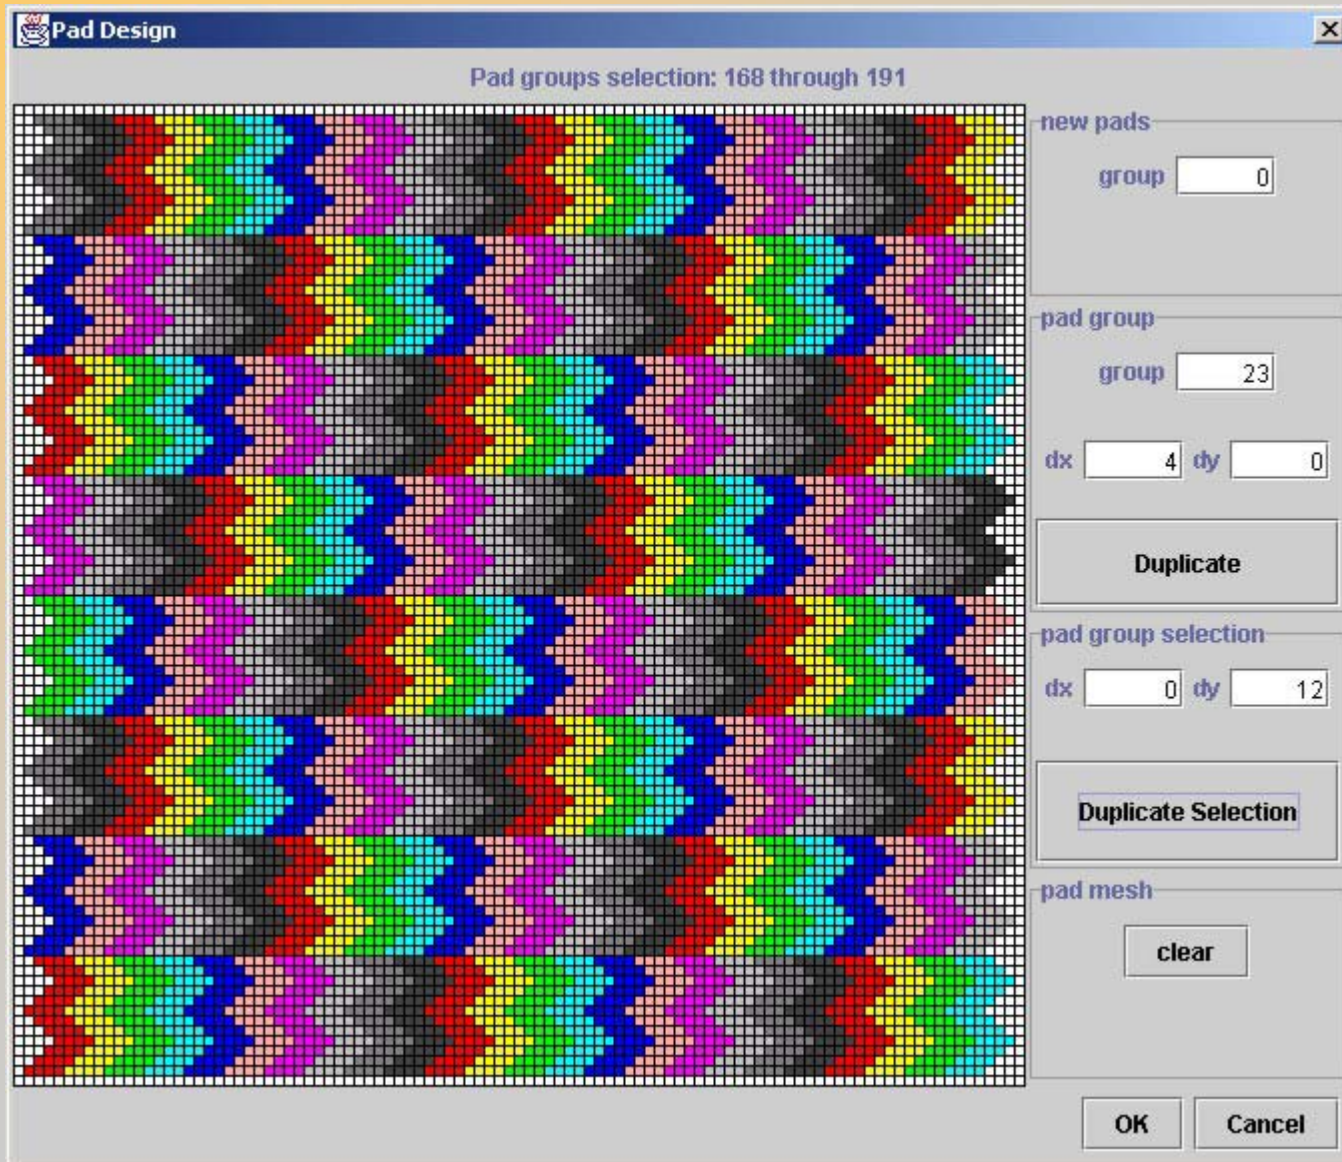 Pad Design
Pad groups selection: 168 through 191
new pads
group 0
pad group
group 23
dx 4 dy 0
Duplicate
pad group selection
dx 0 dy 12
Duplicate Selection
pad mesh
clear
OK Cancel